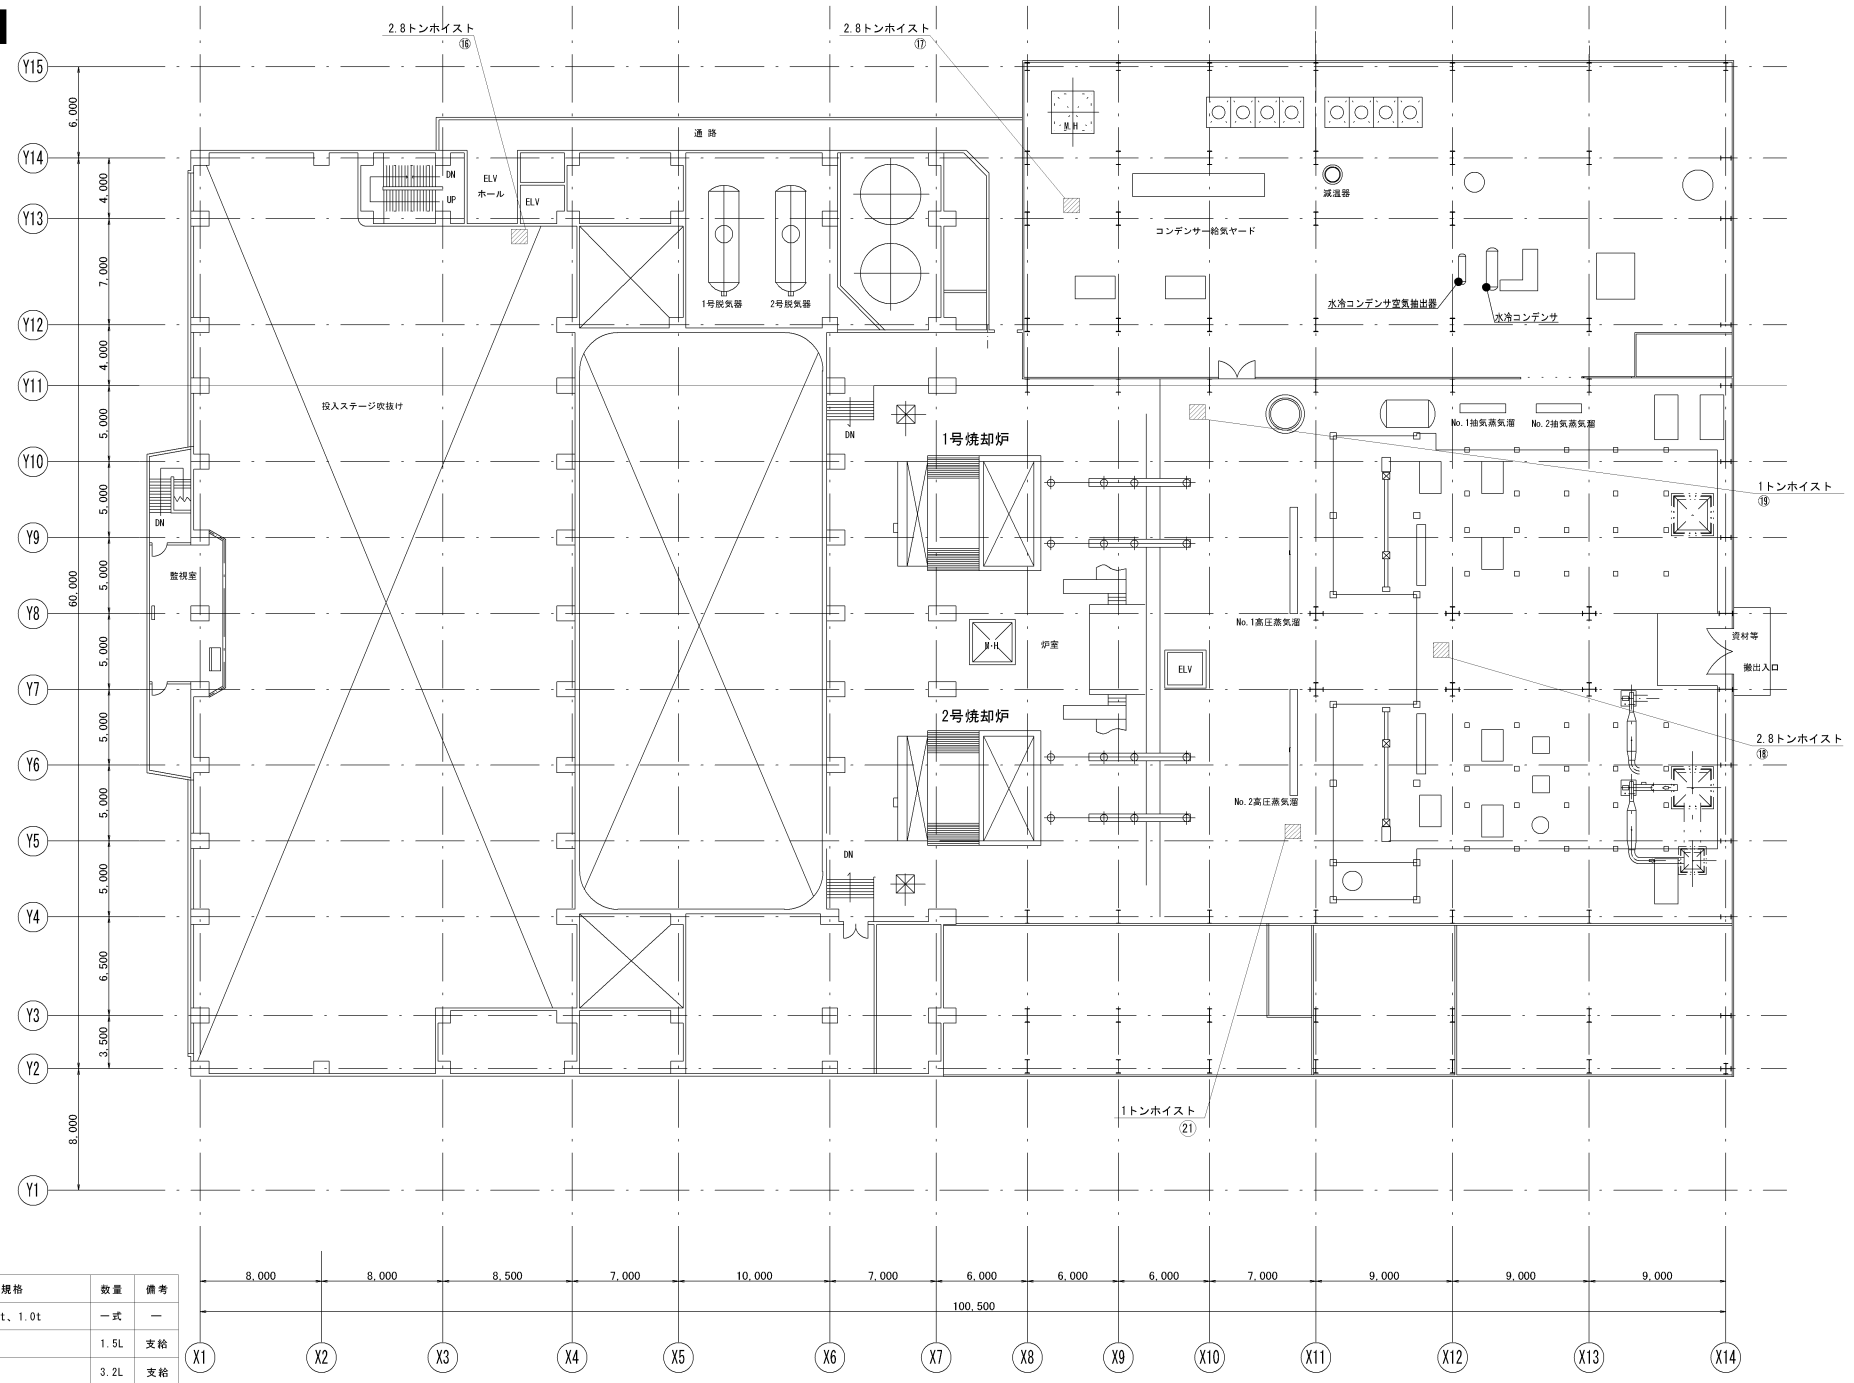 2.8トンホイスト
⑯
2.8トンホイスト
⑰
Y15
6,000
通 路
M.H
Y14
DN
ELV
ホール
UP
ELV
4,000
減温器
Y13
コンデンサー給気ヤード
7,000
1号脱気器
2号脱気器
水冷コンデンサ空気抽出器
水冷コンデンサ
Y12
4,000
Y11
投入ステージ吹抜け
5,000
DN
1号焼却炉
No.1抽気蒸気溜
No.2抽気蒸気溜
Y10
1トンホイスト
⑲
5,000
DN
Y9
60,000
5,000
監視室
Y8
No.1高圧蒸気溜
5,000
M.H
炉室
ELV
資材等
搬出入口
Y7
5,000
2号焼却炉
2.8トンホイスト
⑱
Y6
5,000
No.2高圧蒸気溜
Y5
5,000
DN
Y4
6,500
Y3
3,500
Y2
8,000
1トンホイスト
㉑
Y1
8,000
8,000
8,500
7,000
10,000
7,000
6,000
6,000
6,000
7,000
9,000
9,000
9,000
100,500
規格
数量
備考
t、1.0t
一式
―
1.5L
支給
3.2L
支給
X1
X2
X3
X4
X5
X6
X7
X8
X9
X10
X11
X12
X13
X14